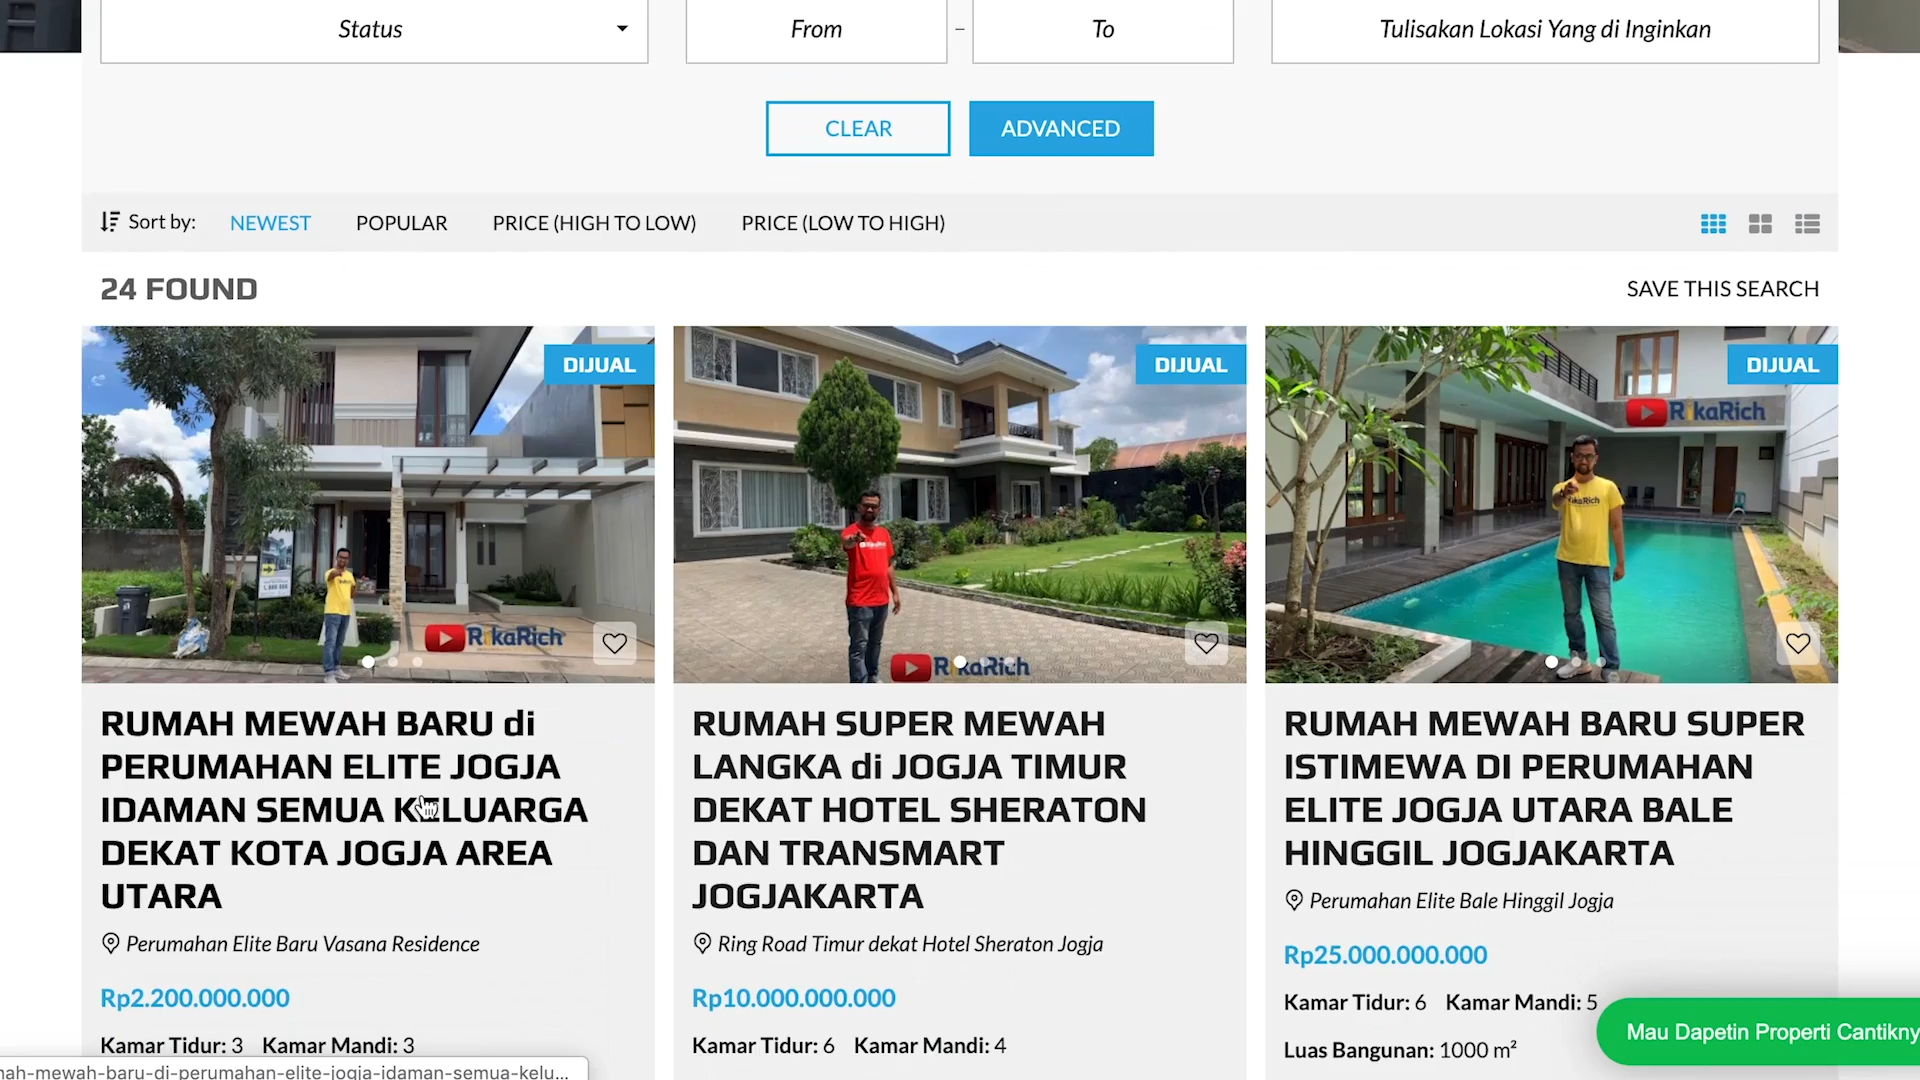 Status
From
–
To
Tulisakan Lokasi Yang di Inginkan
CLEAR
ADVANCED
Sort by:
NEWEST
POPULAR
PRICE (HIGH TO LOW)
PRICE (LOW TO HIGH)
24 FOUND
SAVE THIS SEARCH
DIJUAL
DIJUAL
DIJUAL
RikaRich
RikaRich
RikaRich
RikaRich
RUMAH MEWAH BARU di
PERUMAHAN ELITE JOGJA
IDAMAN SEMUA KELUARGA
DEKAT KOTA JOGJA AREA
UTARA
Perumahan Elite Baru Vasana Residence
Rp2.200.000.000
Kamar Tidur: 3 Kamar Mandi: 3
RUMAH SUPER MEWAH
LANGKA di JOGJA TIMUR
DEKAT HOTEL SHERATON
DAN TRANSMART
JOGJAKARTA
Ring Road Timur dekat Hotel Sheraton Jogja
Rp10.000.000.000
Kamar Tidur: 6 Kamar Mandi: 4
RUMAH MEWAH BARU SUPER
ISTIMEWA DI PERUMAHAN
ELITE JOGJA UTARA BALE
HINGGIL JOGJAKARTA
Perumahan Elite Bale Hinggil Jogja
Rp25.000.000.000
Kamar Tidur: 6 Kamar Mandi: 5
Luas Bangunan: 1000 m²
Mau Dapetin Properti Cantikny
mah-mewah-baru-di-perumahan-elite-jogja-idaman-semua-kelu...